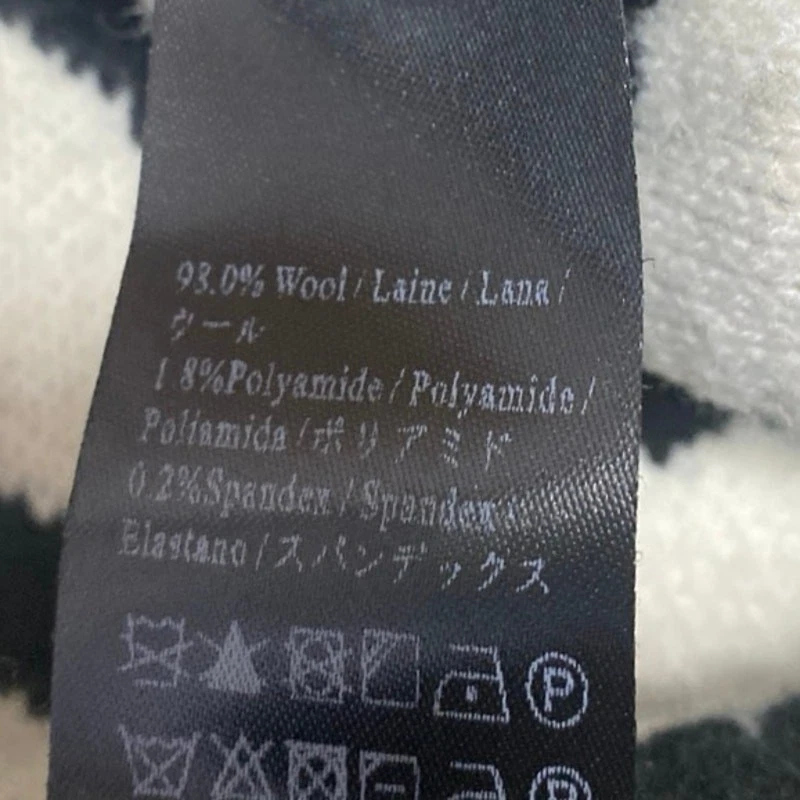 93.0% Wool / Laine / Lana /
ウール
1.8%Polyamide / Polyamide /
Poliamida / ポリアミド
0.2%Spandex / Spandex /
Elastano / スパンデックス
P